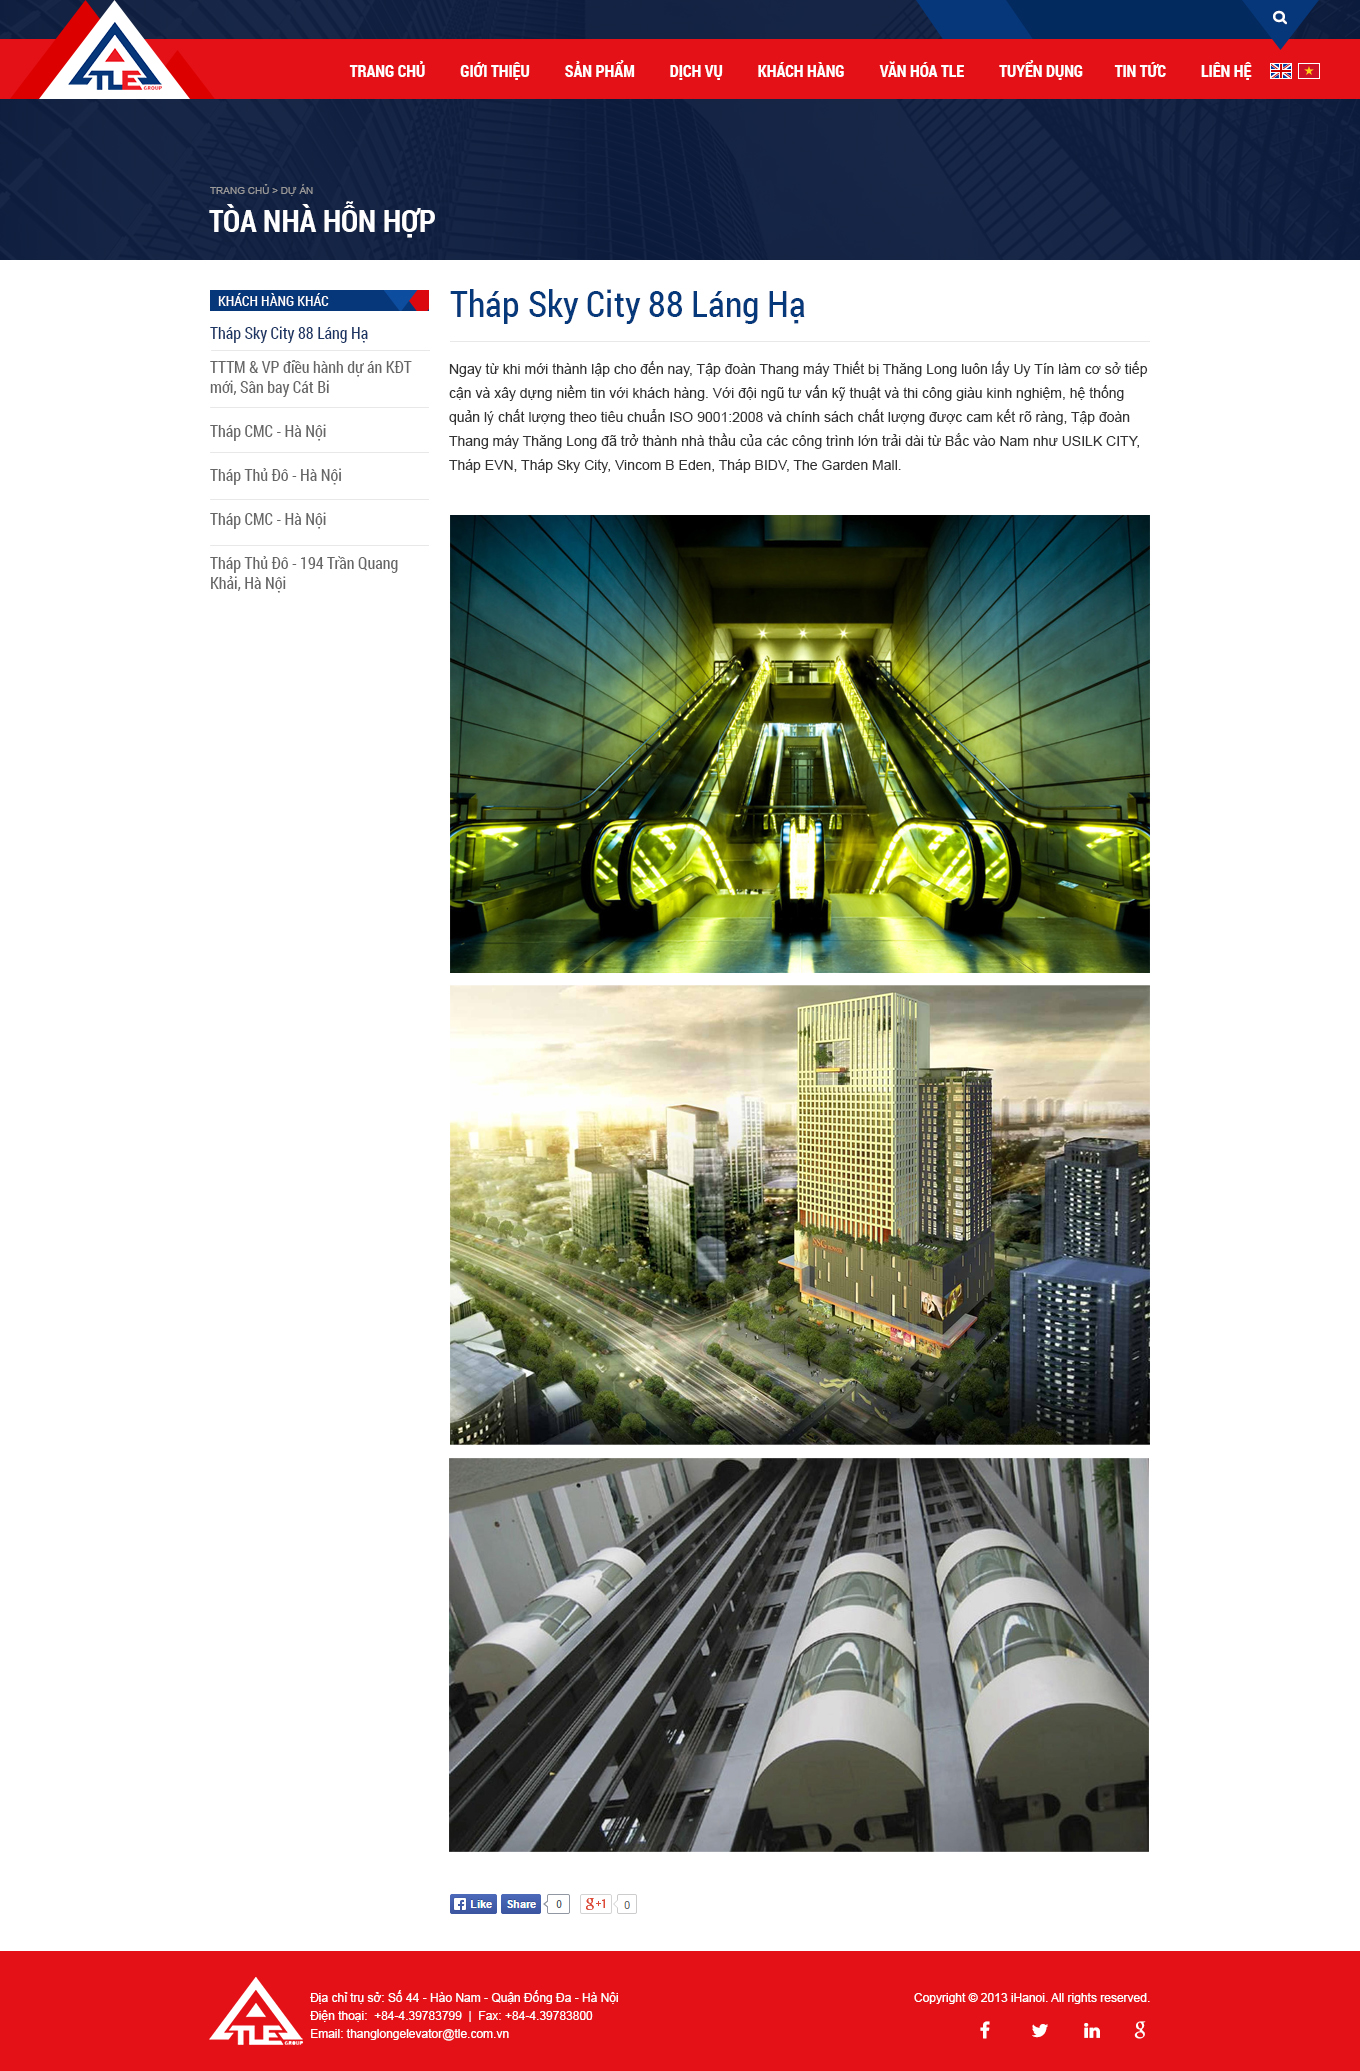 TLE GROUP
TRANG CHỦ GIỚI THIỆU SẢN PHẨM DỊCH VỤ KHÁCH HÀNG VĂN HÓA TLE TUYỂN DỤNG TIN TỨC LIÊN HỆ
TRANG CHỦ > DỰ ÁN
TÒA NHÀ HỖN HỢP
KHÁCH HÀNG KHÁC
Tháp Sky City 88 Láng Hạ
TTTM & VP điều hành dự án KĐT
mới, Sân bay Cát Bi
Tháp CMC - Hà Nội
Tháp Thủ Đô - Hà Nội
Tháp CMC - Hà Nội
Tháp Thủ Đô - 194 Trần Quang
Khải, Hà Nội
Tháp Sky City 88 Láng Hạ
Ngay từ khi mới thành lập cho đến nay, Tập đoàn Thang máy Thiết bị Thăng Long luôn lấy Uy Tín làm cơ sở tiếp
cận và xây dựng niềm tin với khách hàng. Với đội ngũ tư vấn kỹ thuật và thi công giàu kinh nghiệm, hệ thống
quản lý chất lượng theo tiêu chuẩn ISO 9001:2008 và chính sách chất lượng được cam kết rõ ràng, Tập đoàn
Thang máy Thăng Long đã trở thành nhà thầu của các công trình lớn trải dài từ Bắc vào Nam như USILK CITY,
Tháp EVN, Tháp Sky City, Vincom B Eden, Tháp BIDV, The Garden Mall.
Like Share 0 g+1 0
TLE GROUP
Địa chỉ trụ sở: Số 44 - Hào Nam - Quận Đống Đa - Hà Nội
Điện thoại: +84-4.39783799 | Fax: +84-4.39783800
Email: thanglongelevator@tle.com.vn
Copyright © 2013 iHanoi. All rights reserved.